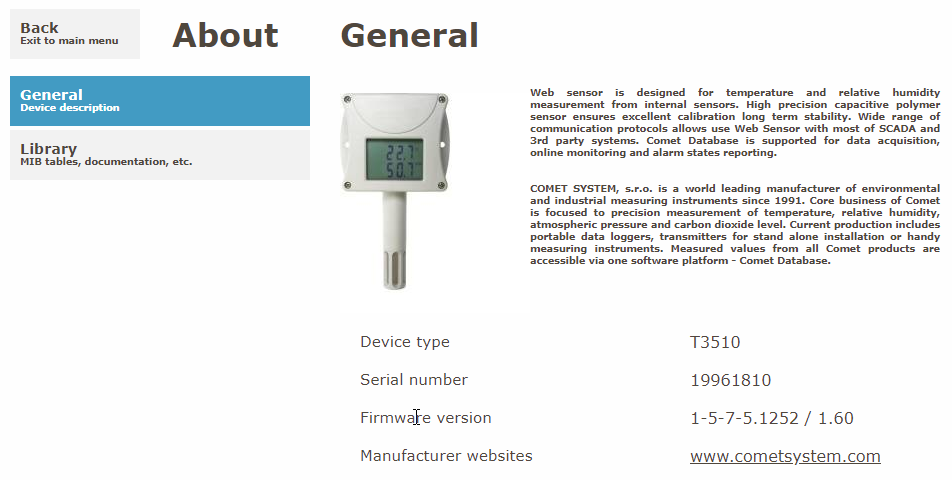 Back
Exit to main menu
About
General
General
Device description
Library
MIB tables, documentation, etc.
22.7
50.7
Web sensor is designed for temperature and relative humidity
measurement from internal sensors. High precision capacitive polymer
sensor ensures excellent calibration long term stability. Wide range of
communication protocols allows use Web Sensor with most of SCADA and
3rd party systems. Comet Database is supported for data acquisition,
online monitoring and alarm states reporting.
COMET SYSTEM, s.r.o. is a world leading manufacturer of environmental
and industrial measuring instruments since 1991. Core business of Comet
is focused to precision measurement of temperature, relative humidity,
atmospheric pressure and carbon dioxide level. Current production includes
portable data loggers, transmitters for stand alone installation or handy
measuring instruments. Measured values from all Comet products are
accessible via one software platform - Comet Database.
Device type T3510
Serial number 19961810
Firmware version 1-5-7-5.1252 / 1.60
Manufacturer websites www.cometsystem.com